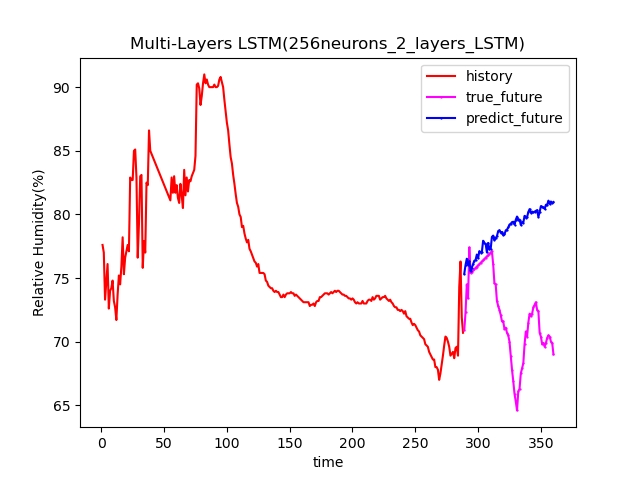 Multi-Layers LSTM(256neurons_2_layers_LSTM)
history
true_future
predict_future
Relative Humidity(%)
90
85
80
75
70
65
0
50
100
150
200
250
300
350
time